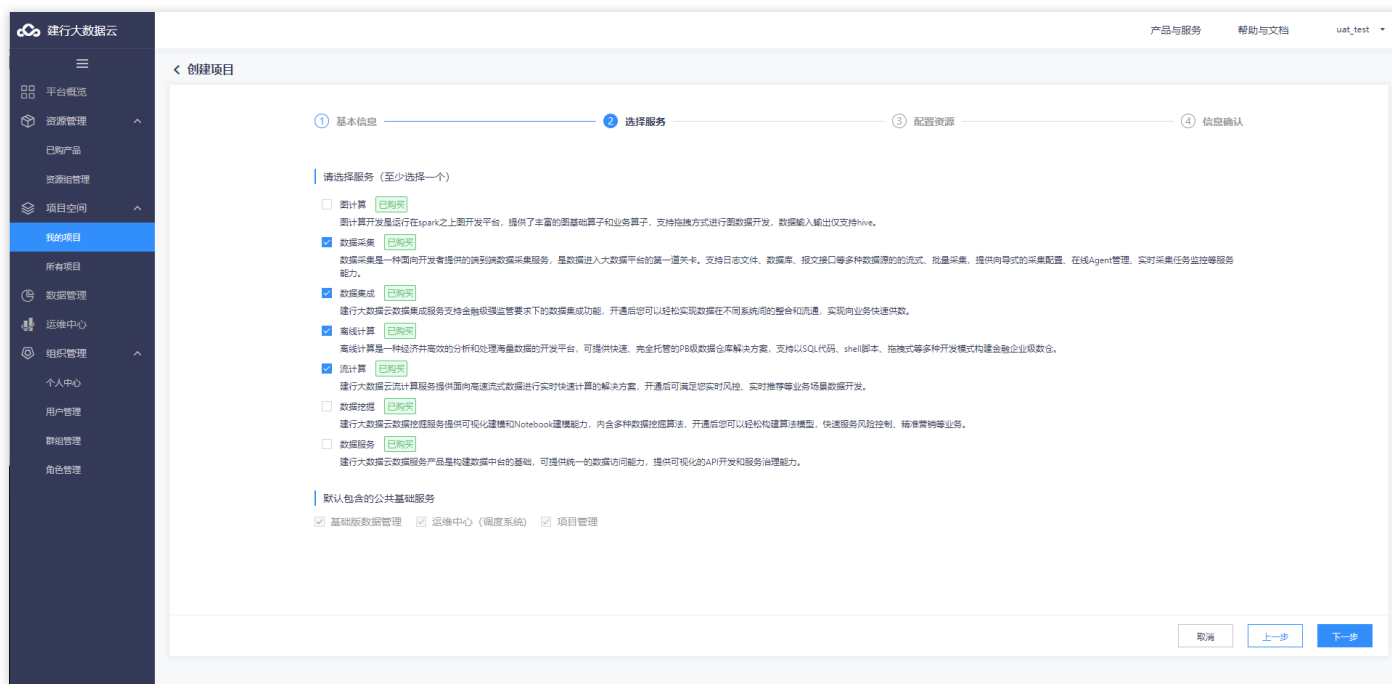 建行大数据云
产品与服务
帮助与文档
uat_test
平台概览
资源管理
已购产品
资源组管理
项目空间
我的项目
所有项目
数据管理
运维中心
组织管理
个人中心
用户管理
群组管理
角色管理
创建项目
1 基本信息
2 选择服务
3 配置资源
4 信息确认
请选择服务（至少选择一个）
图计算 已购买
图计算开发是运行在spark之上图开发平台，提供了丰富的图基础算子和业务算子，支持拖拽方式进行图数据开发，数据输入输出仅支持hive。
数据采集 已购买
数据采集是一种面向开发者提供的端到端数据采集服务，是数据进入大数据平台的第一道关卡。支持日志文件、数据库、报文接口等多种数据源的的流式、批量采集，提供向导式的采集配置、在线Agent管理、实时采集任务监控等服务
能力。
数据集成 已购买
建行大数据云数据集成服务支持金融级强监管要求下的数据集成功能，开通后您可以轻松实现数据在不同系统间的整合和流通，实现向业务快速供数。
离线计算 已购买
离线计算是一种经济并高效的分析和处理海量数据的开发平台，可提供快速、完全托管的PB级数据仓库解决方案，支持以SQL代码、shell脚本、拖拽式等多种开发模式构建金融企业级数仓。
流计算 已购买
建行大数据云流计算服务提供面向高速流式数据进行实时快速计算的解决方案，开通后可满足您实时风控、实时推荐等业务场景数据开发。
数据挖掘 已购买
建行大数据云数据挖掘服务提供可视化建模和Notebook建模能力，内含多种数据挖掘算法，开通后您可以轻松构建算法模型，快速服务风险控制、精准营销等业务。
数据服务 已购买
建行大数据云数据服务产品是构建数据中台的基础，可提供统一的数据访问能力，提供可视化的API开发和服务治理能力。
默认包含的公共基础服务
基础版数据管理 运维中心（调度系统) 项目管理
取消
上一步
下一步